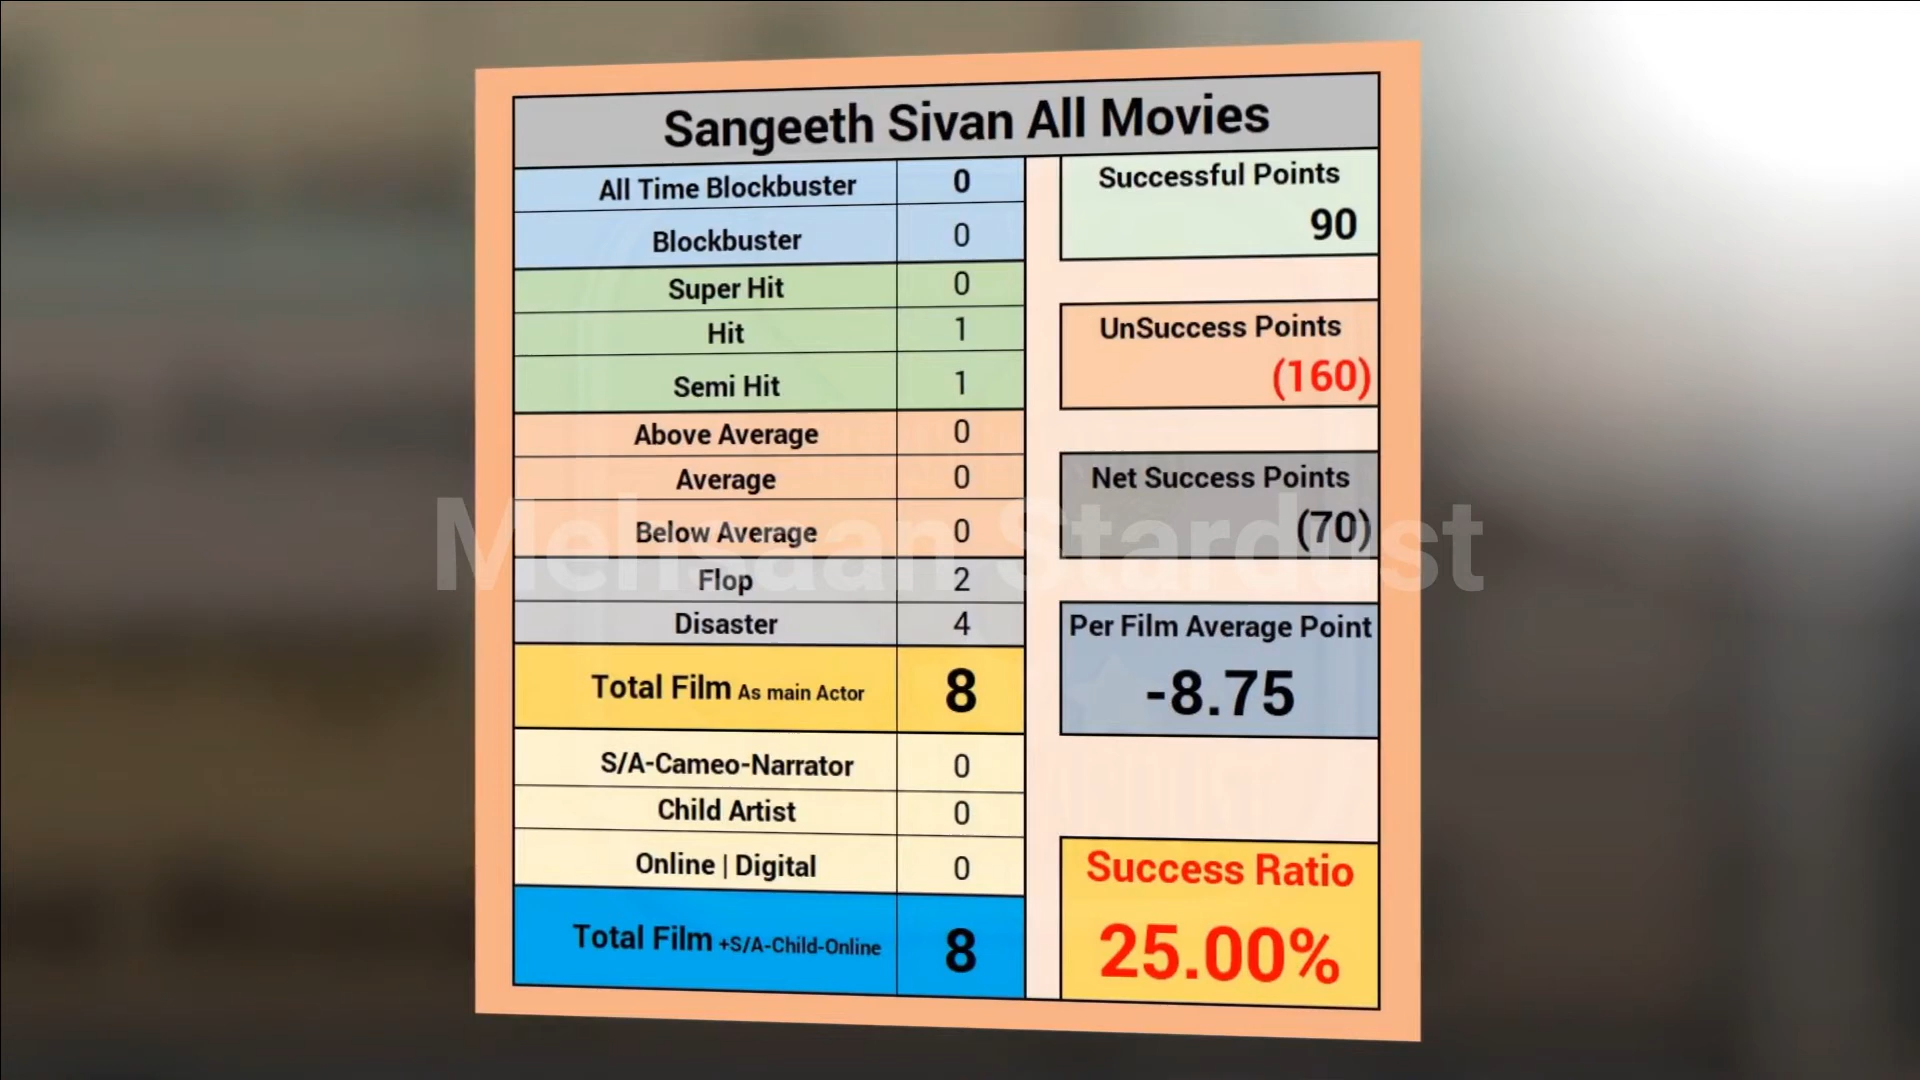 Sangeeth Sivan All Movies
All Time Blockbuster 0
Blockbuster 0
Super Hit 0
Hit 1
Semi Hit 1
Above Average 0
Average 0
Below Average 0
Flop 2
Disaster 4
Total Film As main Actor 8
S/A-Cameo-Narrator 0
Child Artist 0
Online | Digital 0
Total Film +S/A-Child-Online 8
Successful Points
90
UnSuccess Points
(160)
Net Success Points
(70)
Per Film Average Point
-8.75
Success Ratio
25.00%
Stardust